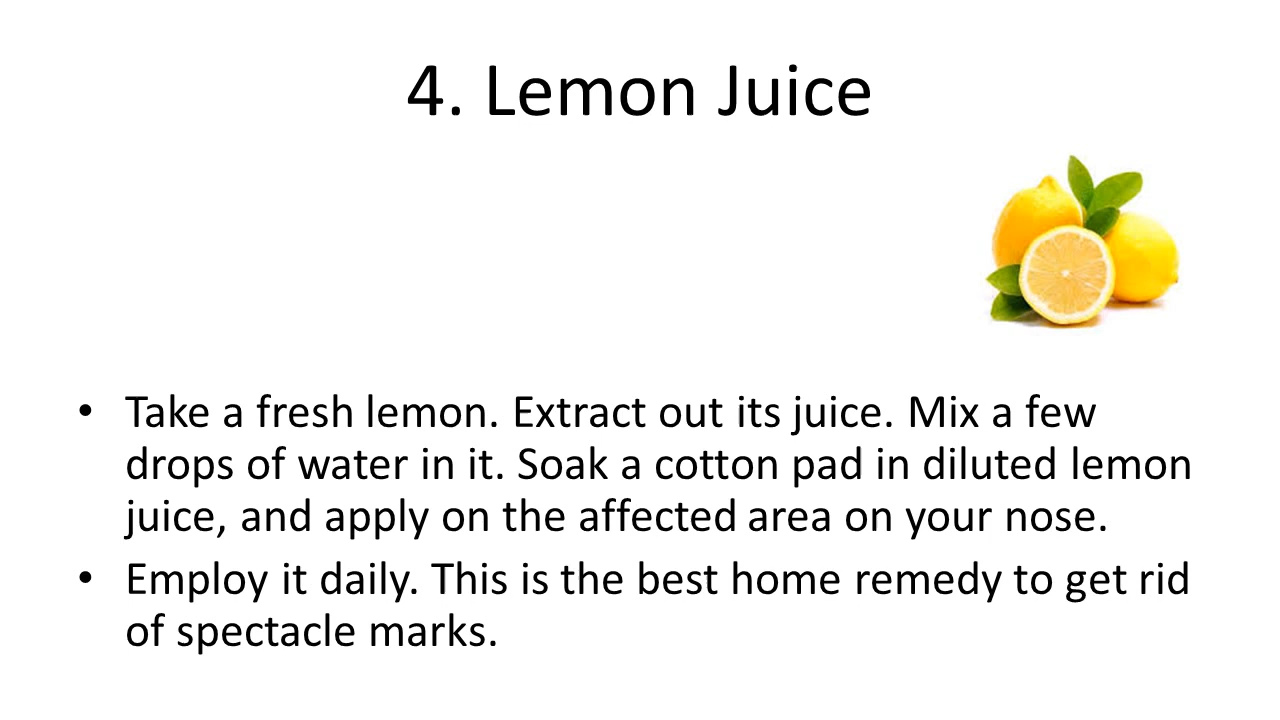 4. Lemon Juice
• Take a fresh lemon. Extract out its juice. Mix a few
drops of water in it. Soak a cotton pad in diluted lemon
juice, and apply on the affected area on your nose.
• Employ it daily. This is the best home remedy to get rid
of spectacle marks.